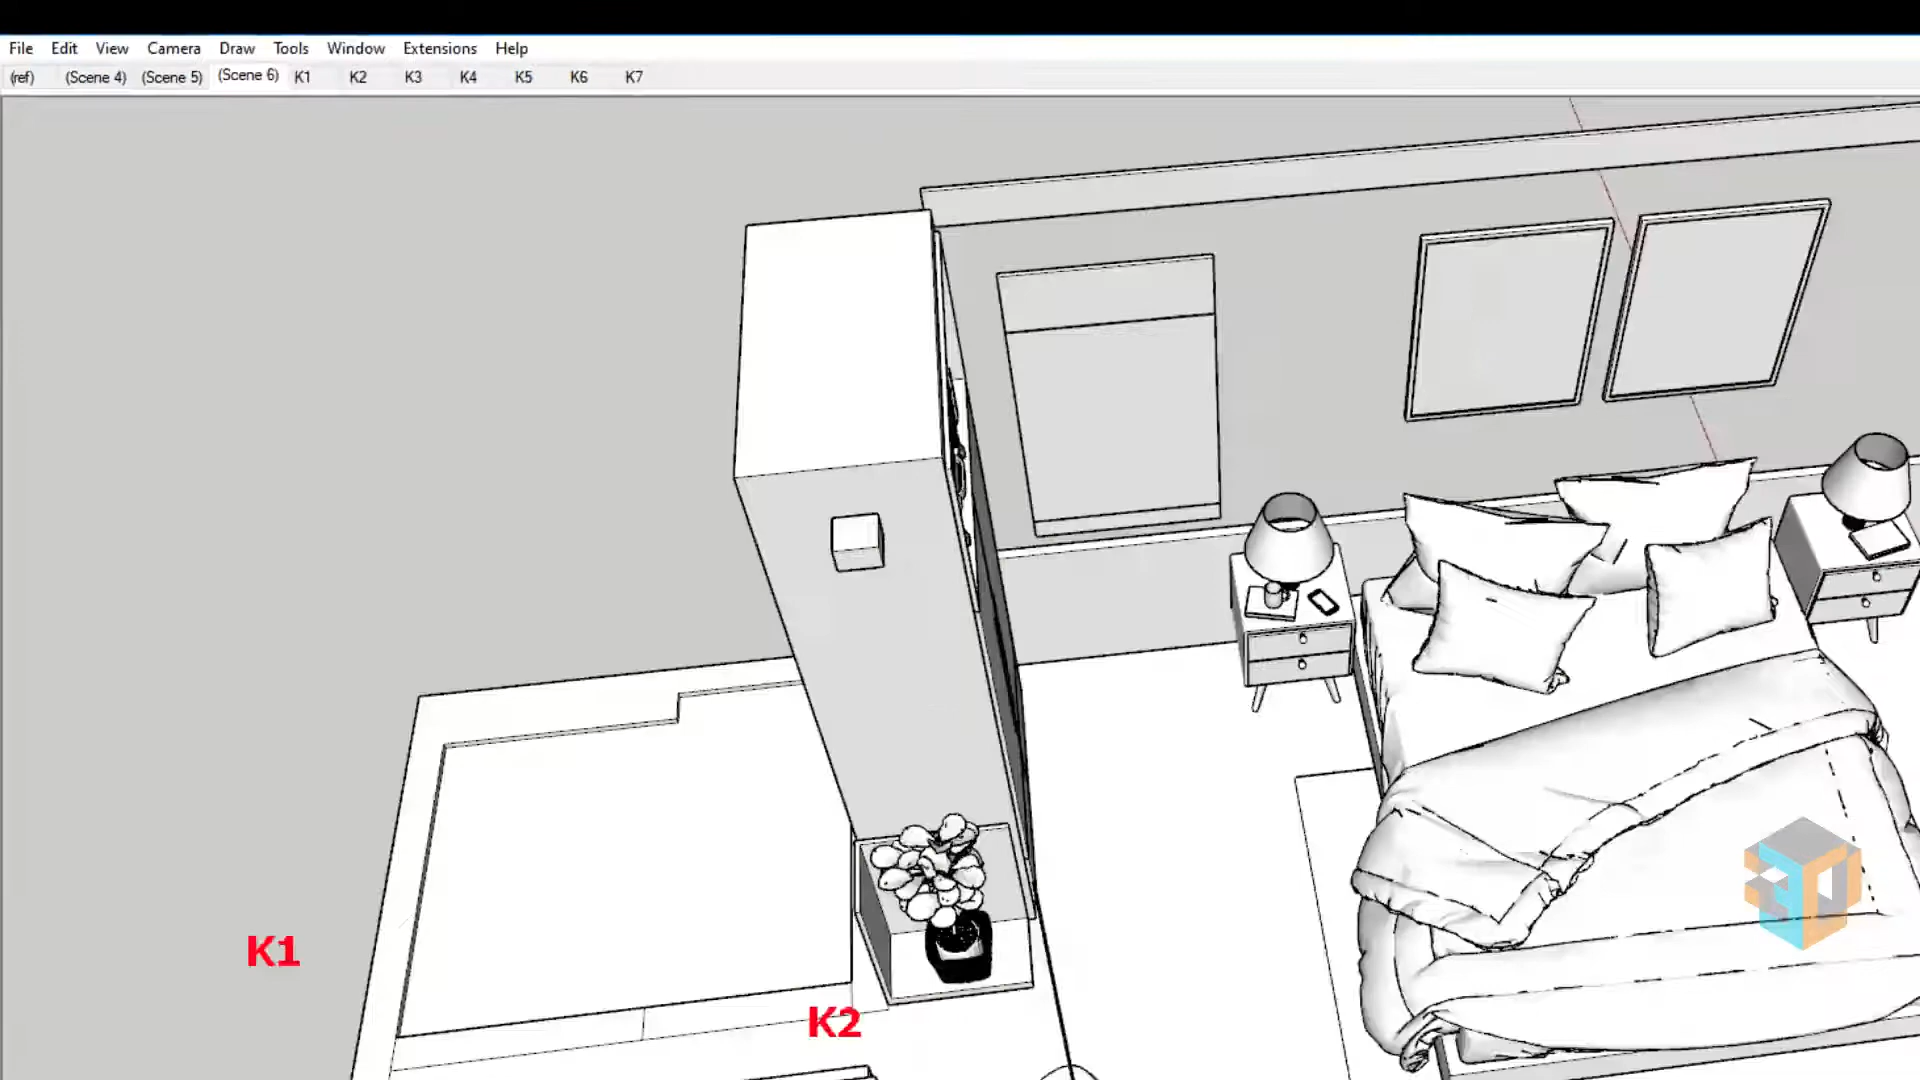 File Edit View Camera Draw Tools Window Extensions Help
(ref) (Scene 4) (Scene 5) (Scene 6) K1 K2 K3 K4 K5 K6 K7
K1
K2